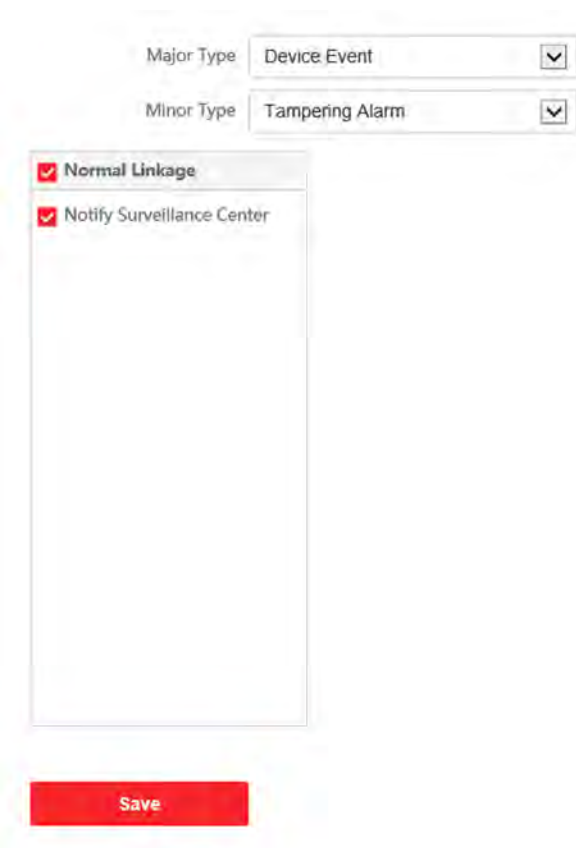 Major Type Device Event
Minor Type Tampering Alarm
Normal Linkage
Notify Surveillance Center
Save